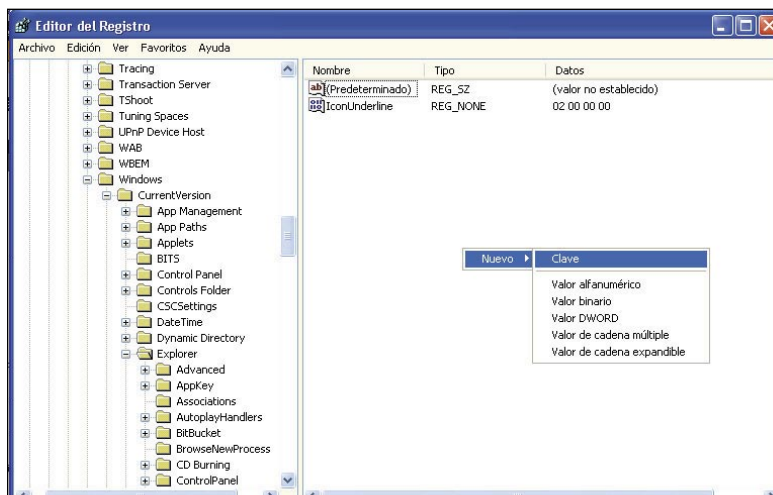 Editor del Registro
Archivo Edición Ver Favoritos Ayuda
Tracing
Transaction Server
TShoot
Tuning Spaces
UPnP Device Host
WAB
WBEM
Windows
CurrentVersion
App Management
App Paths
Applets
BITS
Control Panel
Controls Folder
CSCSettings
DateTime
Dynamic Directory
Explorer
Advanced
AppKey
Associations
AutoplayHandlers
BitBucket
BrowseNewProcess
CD Burning
ControlPanel
Nombre Tipo Datos
(Predeterminado) REG_SZ (valor no establecido)
IconUnderline REG_NONE 02 00 00 00
Nuevo
Clave
Valor alfanumérico
Valor binario
Valor DWORD
Valor de cadena múltiple
Valor de cadena expandible